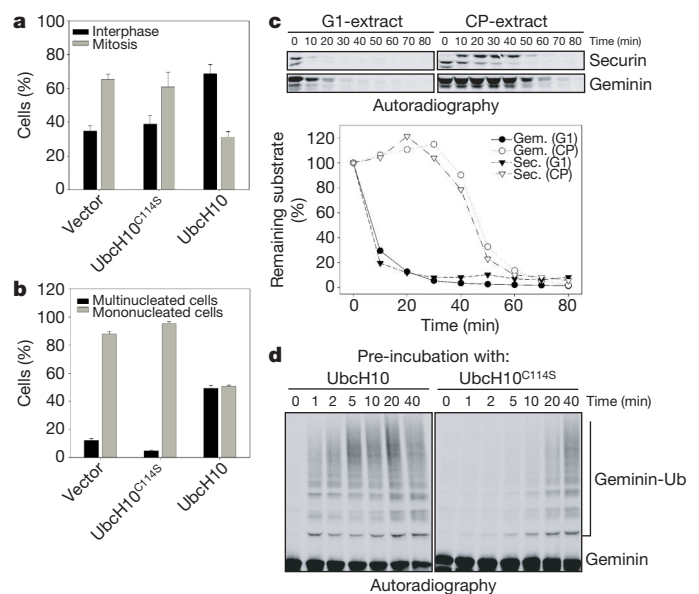 a
100
80
60
40
20
0
Cells (%)
Interphase
Mitosis
Vector
UbcH10C114S
UbcH10
b
120
100
80
60
40
20
0
Cells (%)
Multinucleated cells
Mononucleated cells
Vector
UbcH10C114S
UbcH10
c
G1-extract CP-extract
0 10 20 30 40 50 60 70 80 0 10 20 30 40 50 60 70 80 Time (min)
Securin
Geminin
Autoradiography
120
100
80
60
40
20
0
Remaining substrate
(%)
Gem. (G1)
Gem. (CP)
Sec. (G1)
Sec. (CP)
0 20 40 60 80
Time (min)
d
Pre-incubation with:
UbcH10 UbcH10C114S
0 1 2 5 10 20 40 0 1 2 5 10 20 40 Time (min)
Geminin-Ub
Geminin
Autoradiography